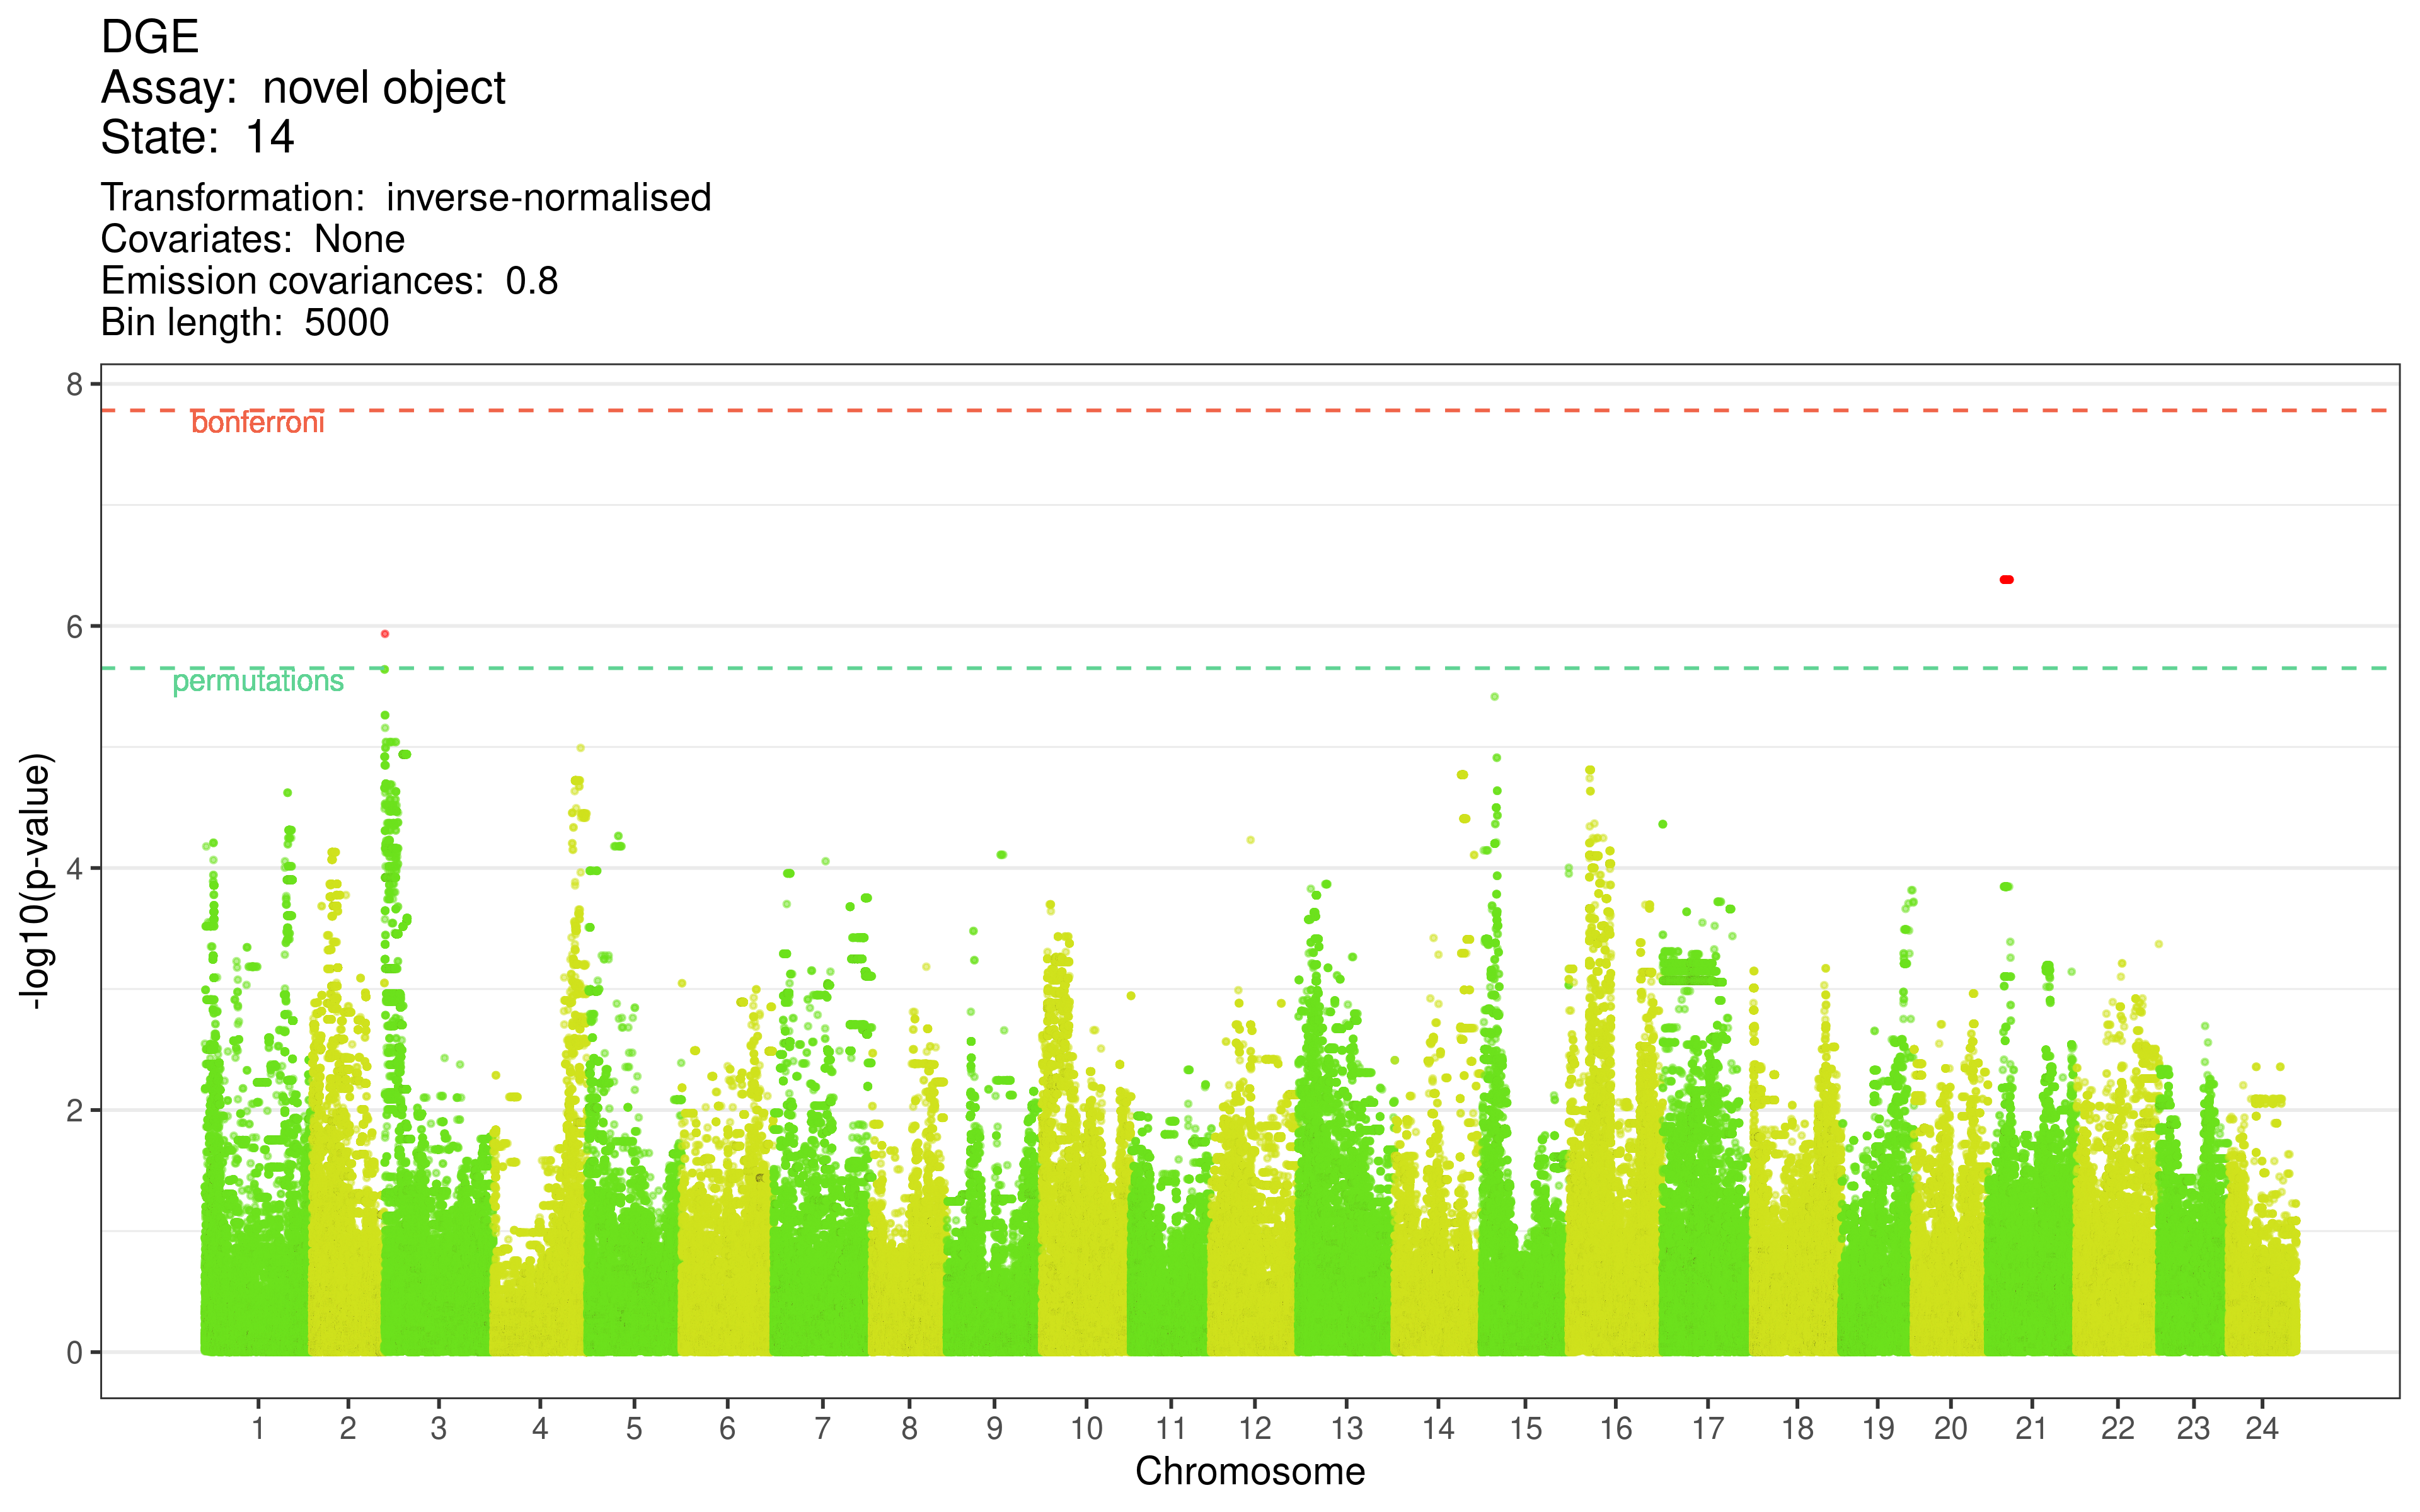 DGE
Assay:  novel object
State:  14
Transformation:  inverse-normalised
Covariates:  None
Emission covariances:  0.8
Bin length:  5000
8
bonferroni
6
permutations
4
2
0
-log10(p-value)
1 2 3 4 5 6 7 8 9 10 11 12 13 14 15 16 17 18 19 20 21 22 23 24
Chromosome